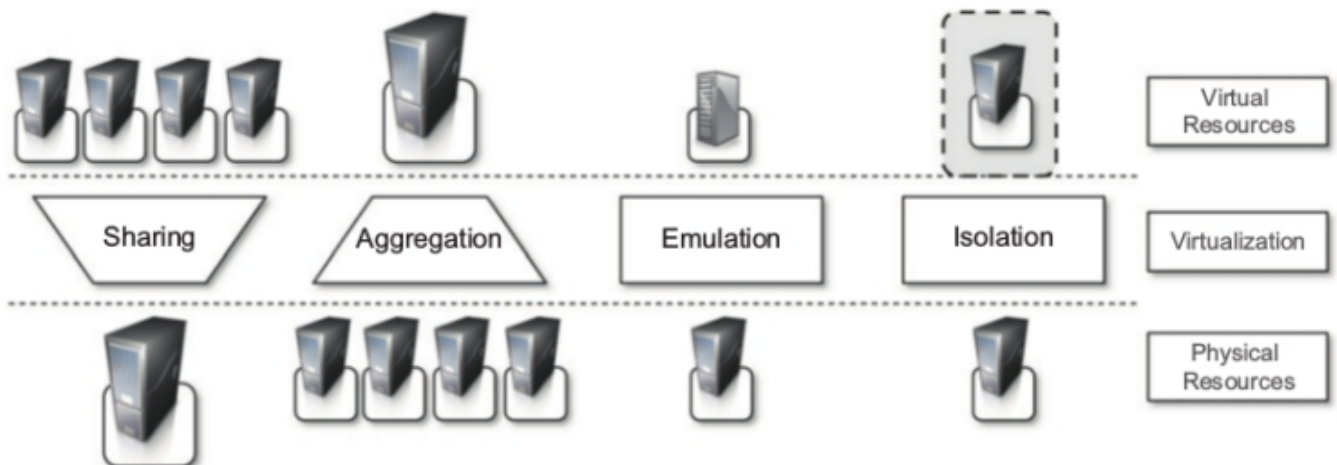 Virtual
Resources
Sharing
Aggregation
Emulation
Isolation
Virtualization
Physical
Resources